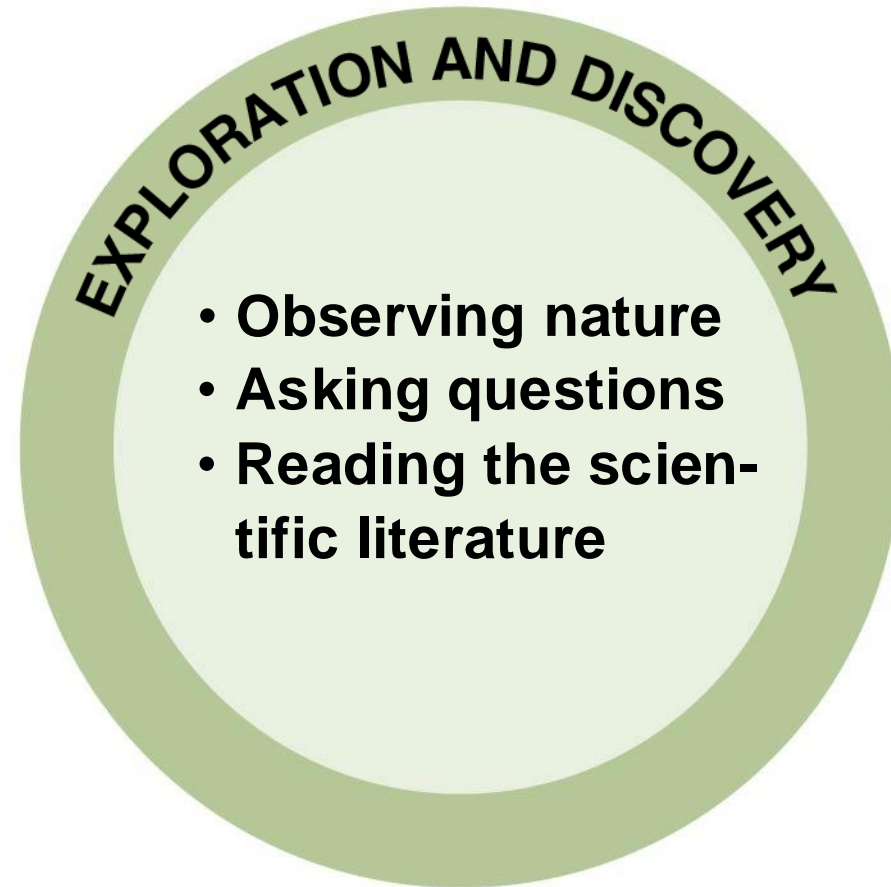 EXPLORATION AND DISCOVERY
• Observing nature
• Asking questions
• Reading the scien-
tific literature